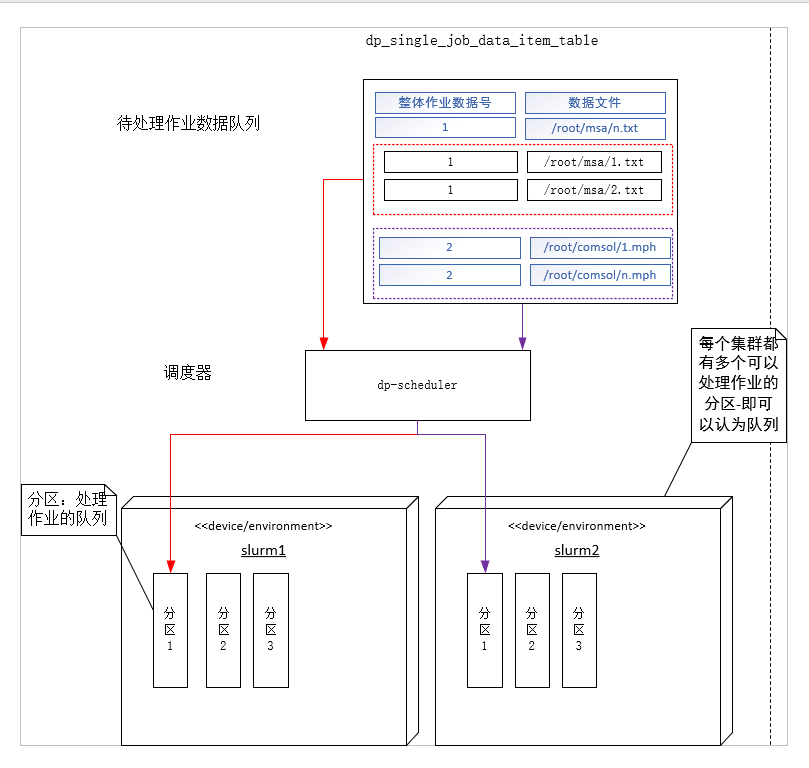 dp_single_job_data_item_table
待处理作业数据队列
整体作业数据号 数据文件
1 /root/msa/n.txt
1 /root/msa/1.txt
1 /root/msa/2.txt
2 /root/comsol/1.mph
2 /root/comsol/n.mph
每个集群都
有多个可以
处理作业的
分区-即可
以认为队列
调度器
dp-scheduler
分区：处理
作业的队列
<<device/environment>>
slurm1
分
区
1
分
区
2
分
区
3
<<device/environment>>
slurm2
分
区
1
分
区
2
分
区
3